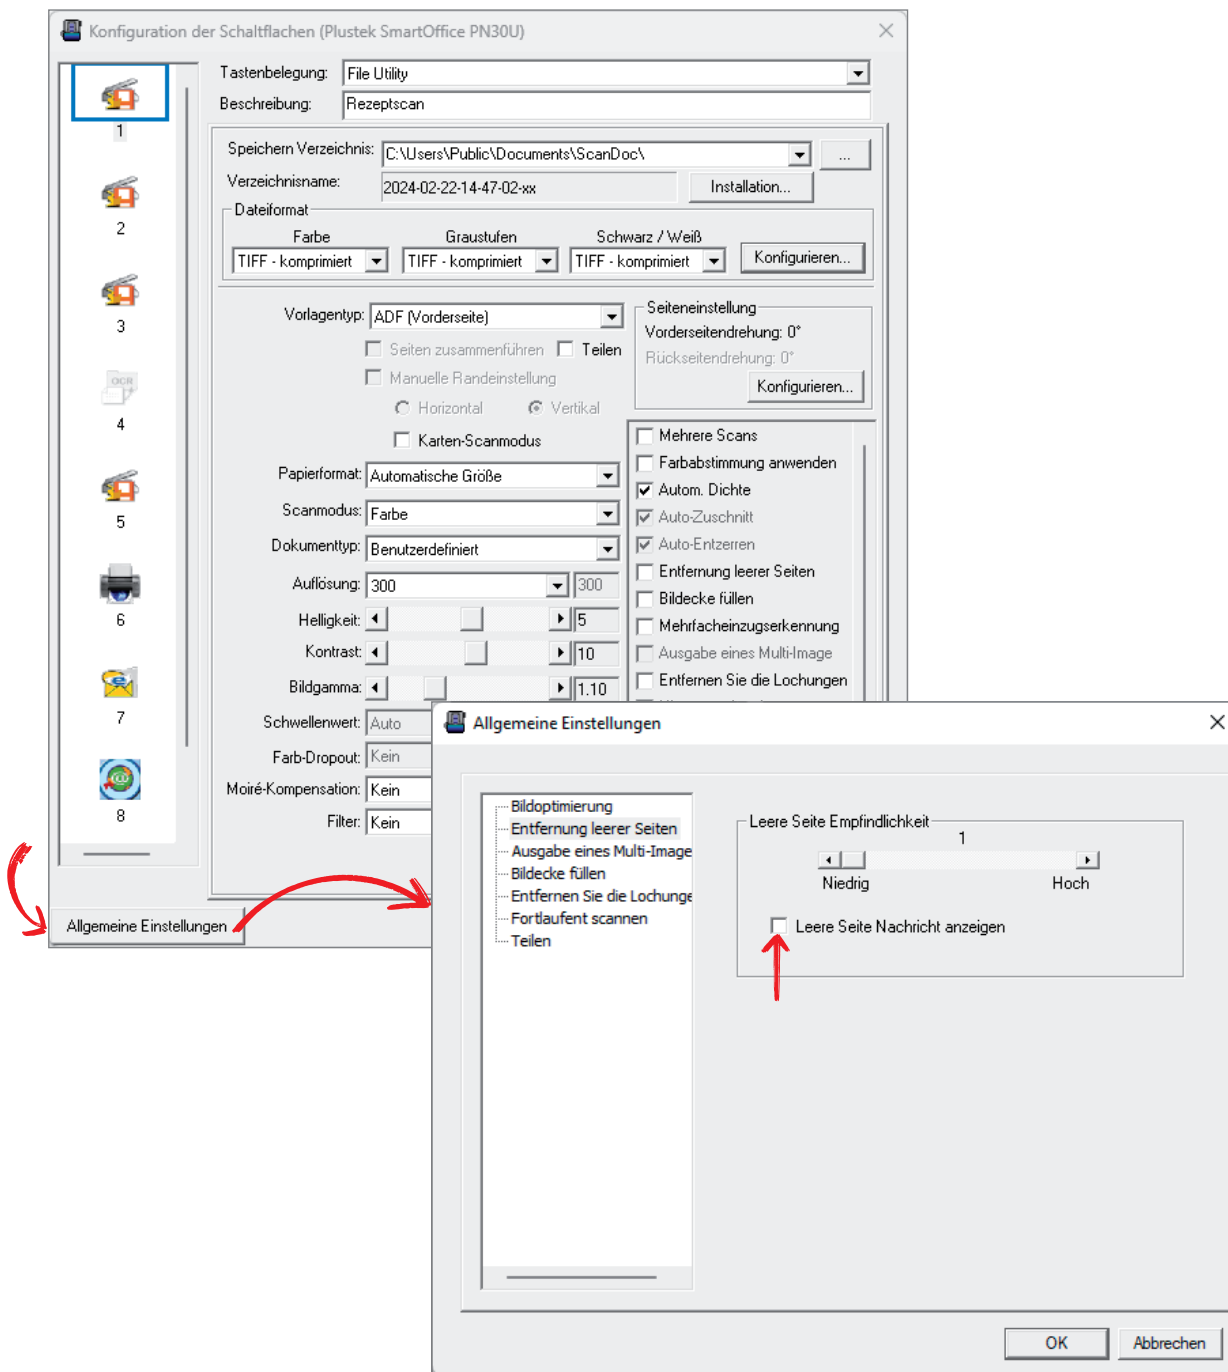 Konfiguration der Schaltflachen (Plustek SmartOffice PN30U)
Tastenbelegung: File Utility
Beschreibung: Rezeptscan
1
2
3
4
OCR
5
6
7
8
Speichern Verzeichnis: C:\Users\Public\Documents\ScanDoc\ ...
Verzeichnisname: 2024-02-22-14-47-02-xx Installation...
Dateiformat
Farbe Graustufen Schwarz / Weiß
TIFF - komprimiert TIFF - komprimiert TIFF - komprimiert Konfigurieren...
Vorlagentyp: ADF (Vorderseite)
Seiten zusammenführen Teilen
Manuelle Randeinstellung
Horizontal Vertikal
Karten-Scanmodus
Seiteneinstellung
Vorderseitendrehung: 0°
Rückseitendrehung: 0°
Konfigurieren...
Papierformat: Automatische Größe
Scanmodus: Farbe
Dokumenttyp: Benutzerdefiniert
Auflösung: 300 300
Helligkeit: 5
Kontrast: 10
Bildgamma: 1.10
Schwellenwert: Auto
Farb-Dropout: Kein
Moiré-Kompensation: Kein
Filter: Kein
Mehrere Scans
Farbabstimmung anwenden
Autom. Dichte
Auto-Zuschnitt
Auto-Entzerren
Entfernung leerer Seiten
Bildecke füllen
Mehrfacheinzugserkennung
Ausgabe eines Multi-Image
Entfernen Sie die Lochungen
Allgemeine Einstellungen
Allgemeine Einstellungen
Bildoptimierung
Entfernung leerer Seiten
Ausgabe eines Multi-Image
Bildecke füllen
Entfernen Sie die Lochunge
Fortlaufent scannen
Teilen
Leere Seite Empfindlichkeit
1
Niedrig Hoch
Leere Seite Nachricht anzeigen
OK Abbrechen